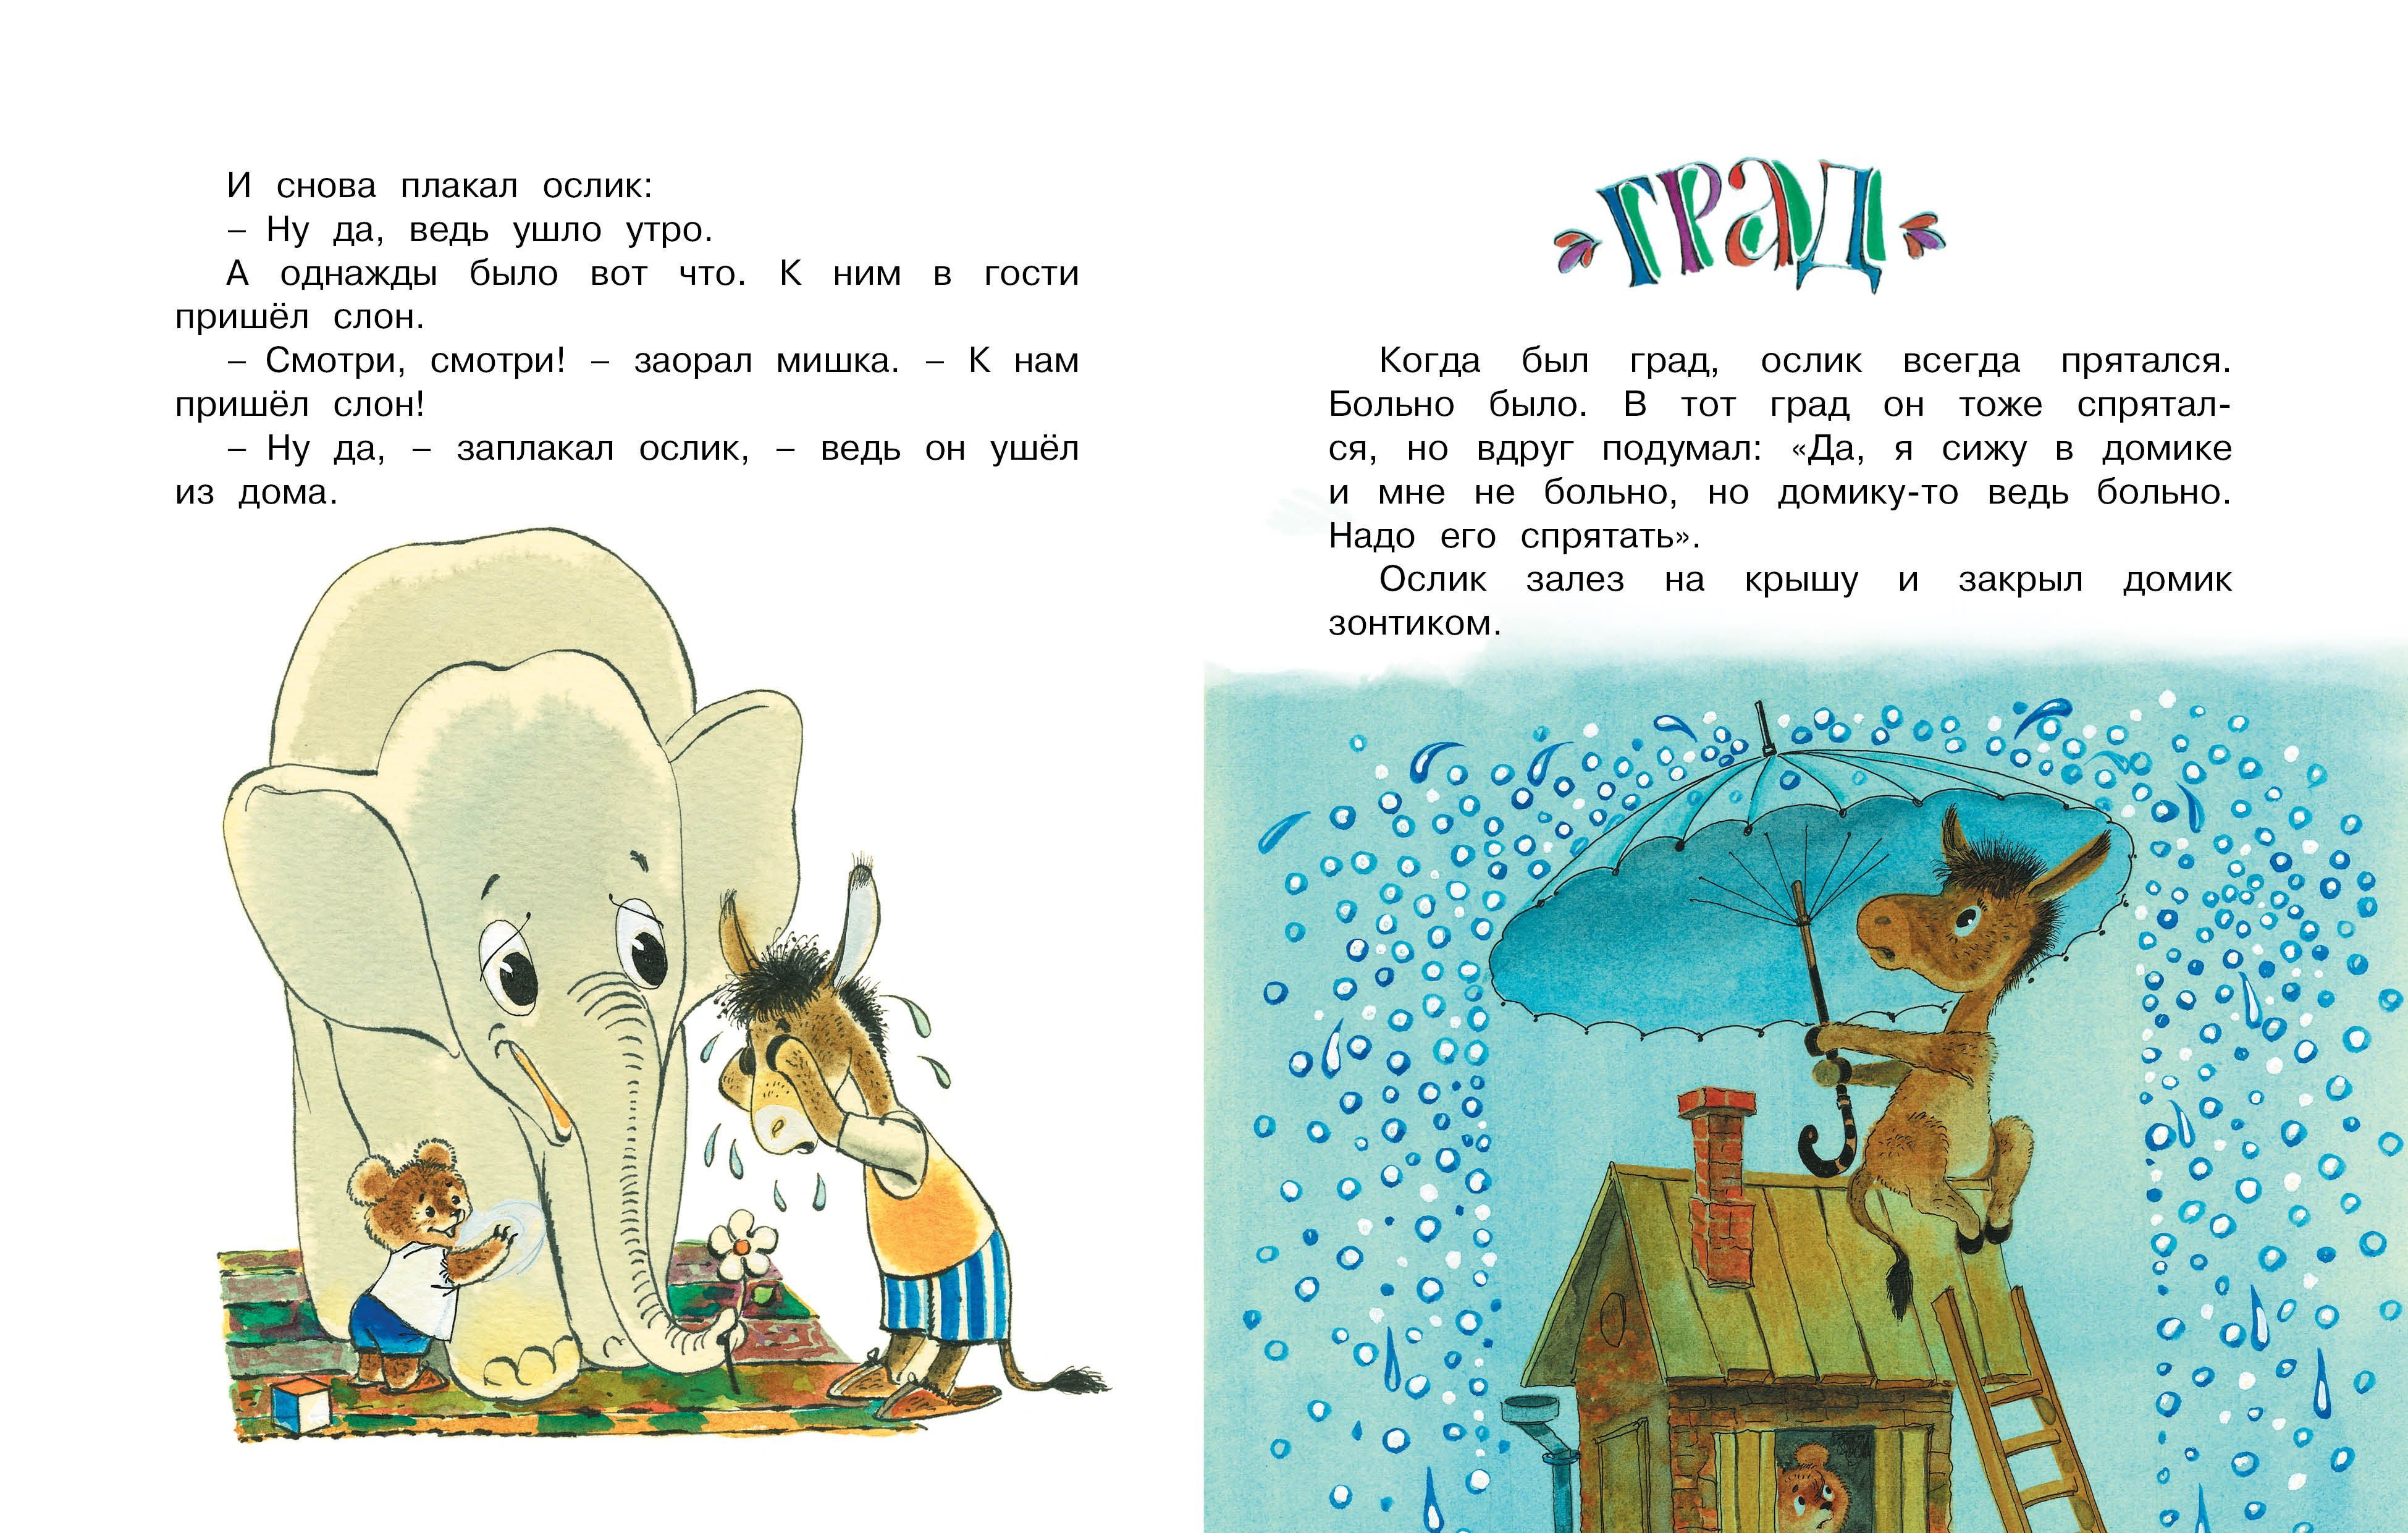 И снова плакал ослик:
– Ну да, ведь ушло утро.
А однажды было вот что. К ним в гости
пришёл слон.
– Смотри, смотри! – заорал мишка. – К нам
пришёл слон!
– Ну да, – заплакал ослик, – ведь он ушёл
из дома.
ГРАД
Когда был град, ослик всегда прятался.
Больно было. В тот град он тоже спрятал-
ся, но вдруг подумал: «Да, я сижу в домике
и мне не больно, но домику-то ведь больно.
Надо его спрятать».
Ослик залез на крышу и закрыл домик
зонтиком.